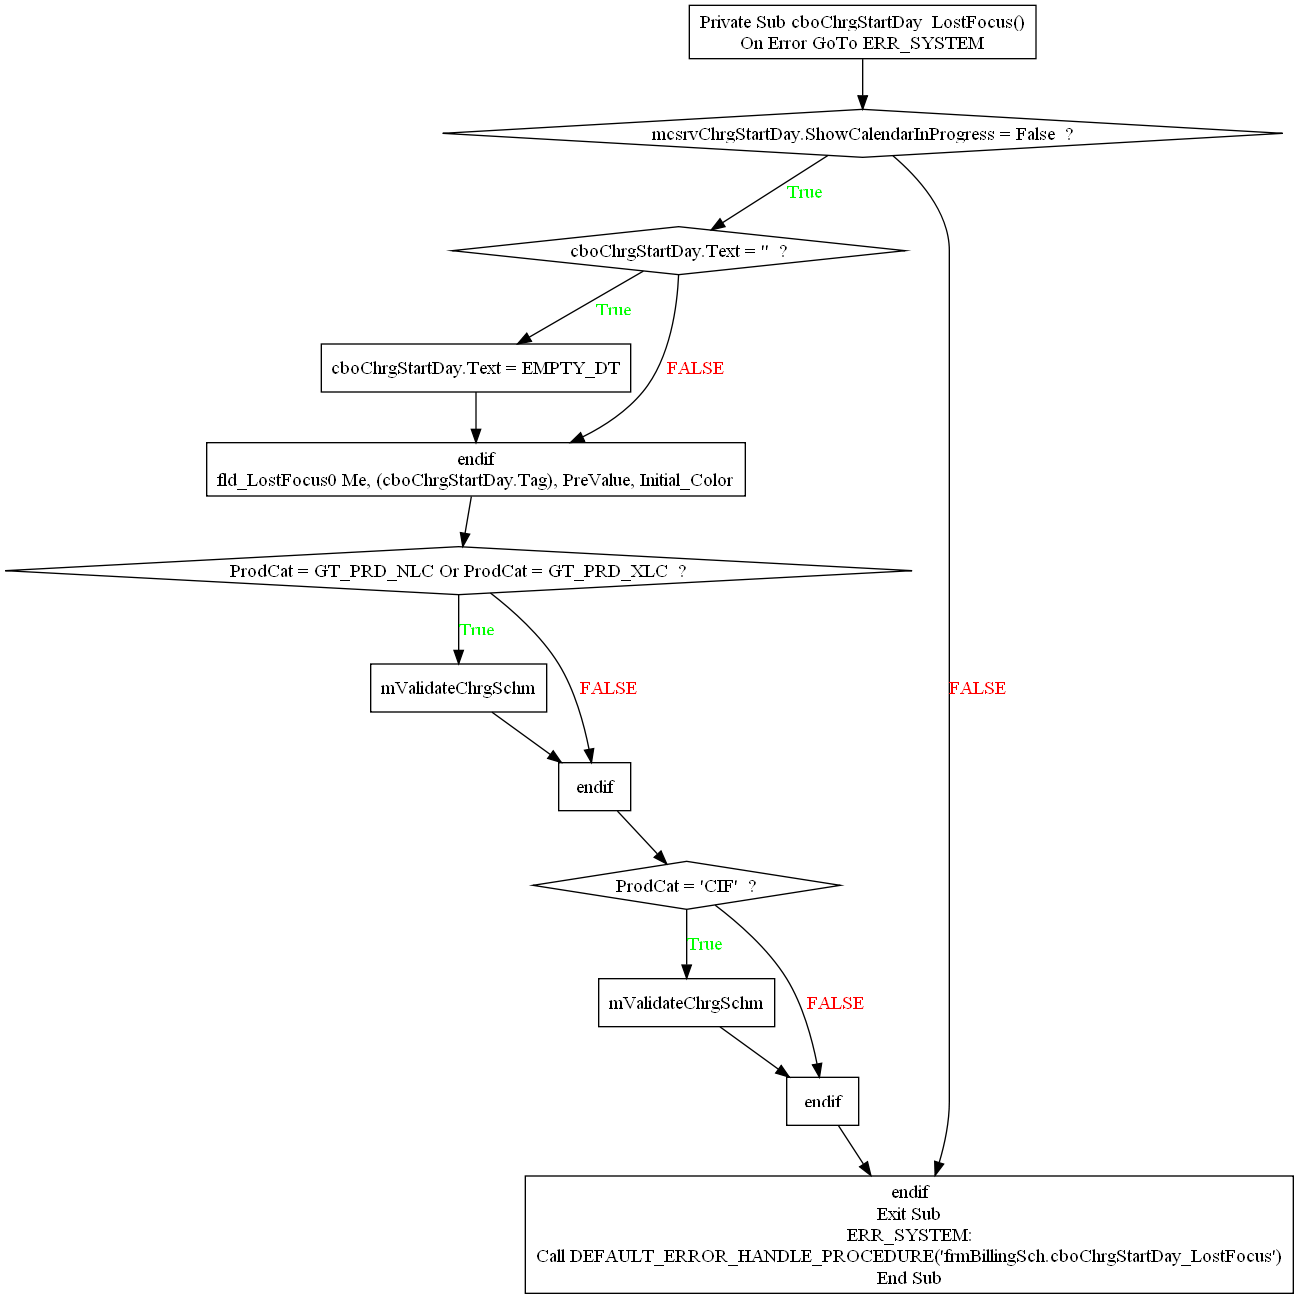 Private Sub cboChrgStartDay_LostFocus()
On Error GoTo ERR_SYSTEM
mcsrvChrgStartDay.ShowCalendarInProgress = False  ?
True
cboChrgStartDay.Text = ''  ?
True
cboChrgStartDay.Text = EMPTY_DT
FALSE
endif
fld_LostFocus0 Me, (cboChrgStartDay.Tag), PreValue, Initial_Color
ProdCat = GT_PRD_NLC Or ProdCat = GT_PRD_XLC  ?
True
mValidateChrgSchm
FALSE
FALSE
endif
ProdCat = 'CIF'  ?
True
mValidateChrgSchm
FALSE
endif
endif
Exit Sub
ERR_SYSTEM:
Call DEFAULT_ERROR_HANDLE_PROCEDURE('frmBillingSch.cboChrgStartDay_LostFocus')
End Sub